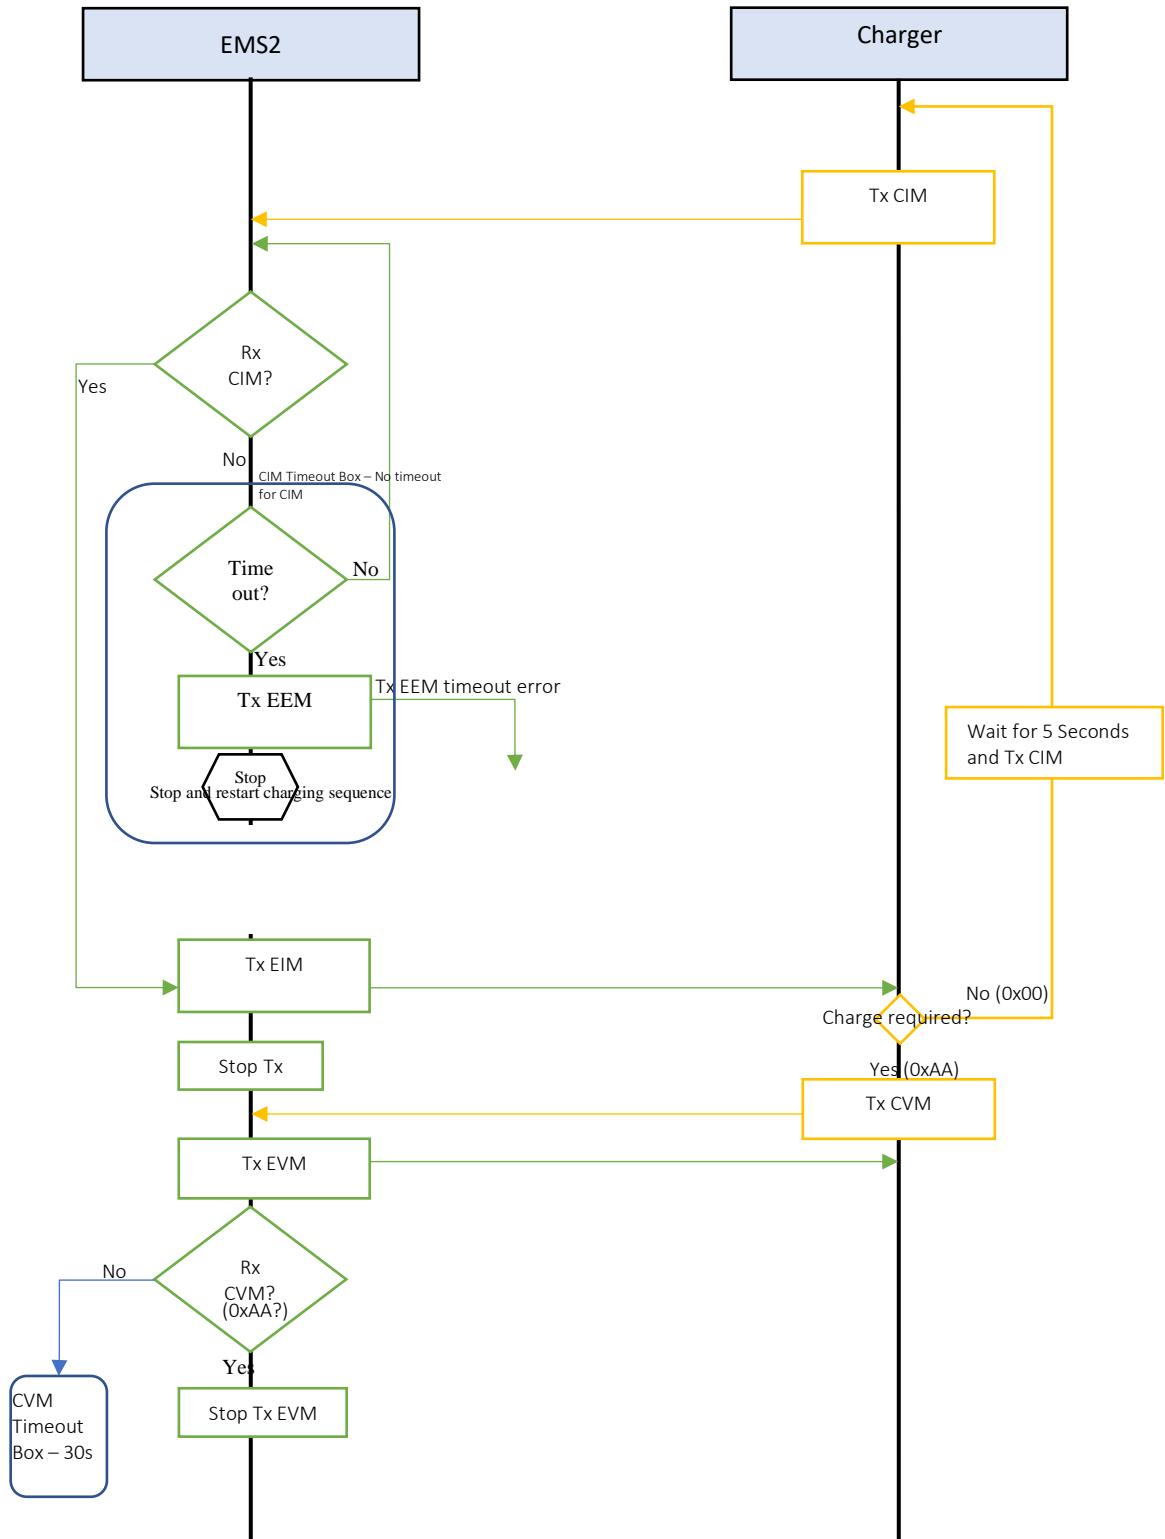 EMS2
Charger
Tx CIM
Rx
CIM?
Yes
No
CIM Timeout Box – No timeout
for CIM
Time
out?
No
Yes
Tx EEM
Tx EEM timeout error
Wait for 5 Seconds
and Tx CIM
Stop
Stop and restart charging sequence
Tx EIM
No (0x00)
Charge required?
Stop Tx
Yes (0xAA)
Tx CVM
Tx EVM
No
Rx
CVM?
(0xAA?)
Yes
CVM
Timeout
Box – 30s
Stop Tx EVM